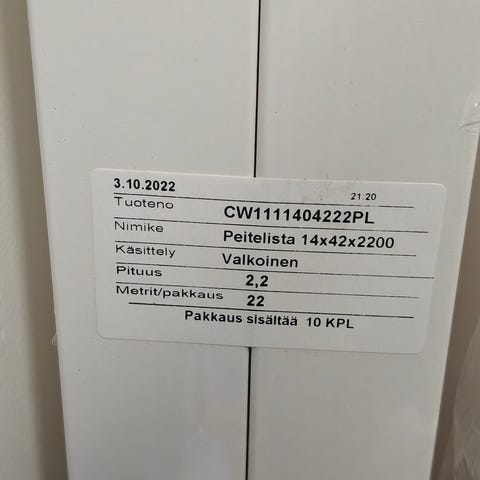 3.10.2022 21:20
Tuoteno CW1111404222PL
Nimike Peitelista 14x42x2200
Käsittely Valkoinen
Pituus 2,2
Metrit/pakkaus 22
Pakkaus sisältää 10 KPL